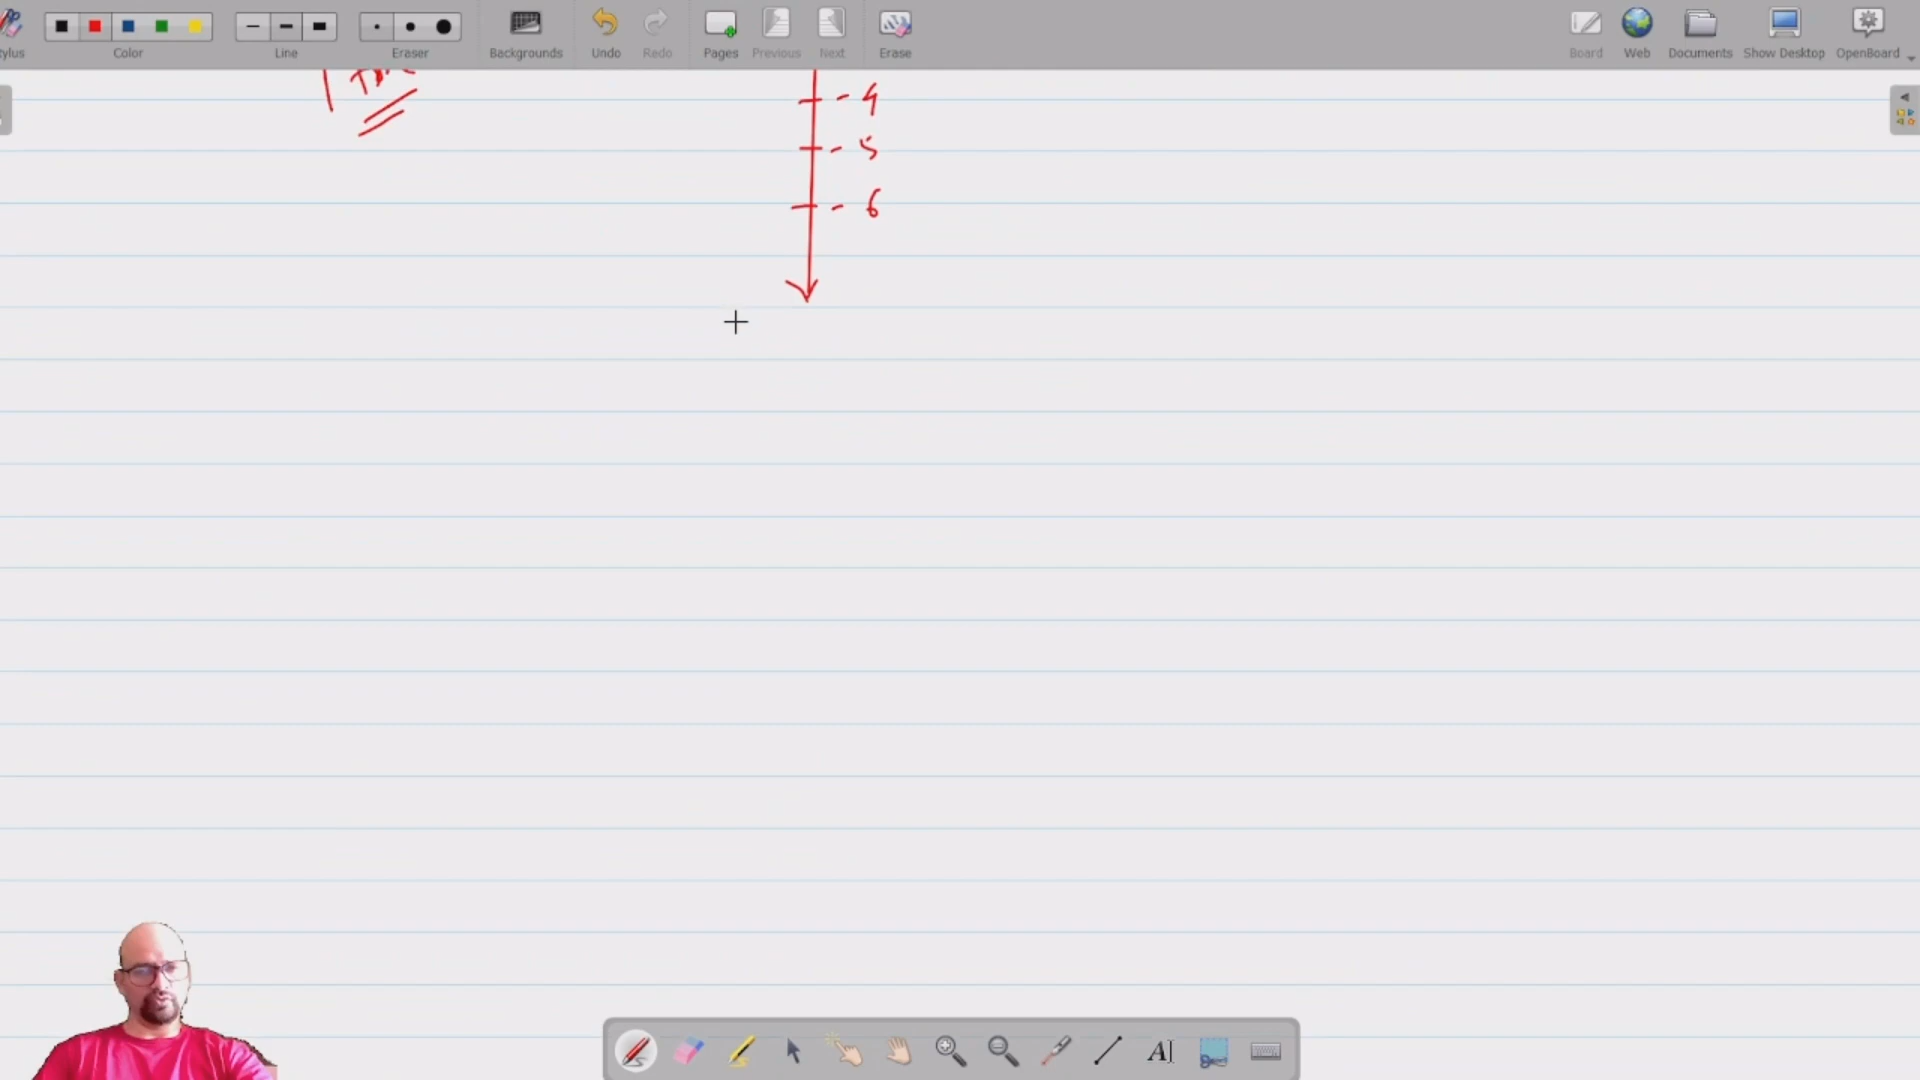 tylus
Color
Line
Eraser
Backgrounds
Undo
Redo
Pages
Previous
Next
Erase
Board
Web
Documents
Show Desktop
OpenBoard
- 4
- 5
- 6
A